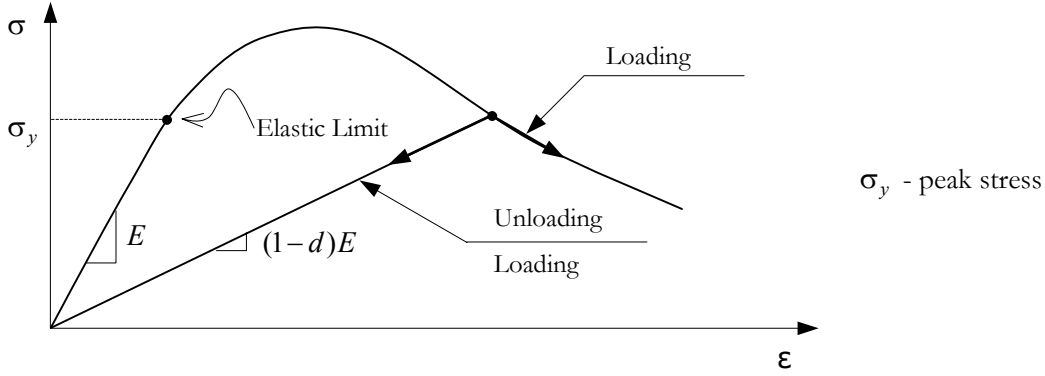 σ
Loading
σy
Elastic Limit
σy - peak stress
Unloading
E
(1−d)E
Loading
ε